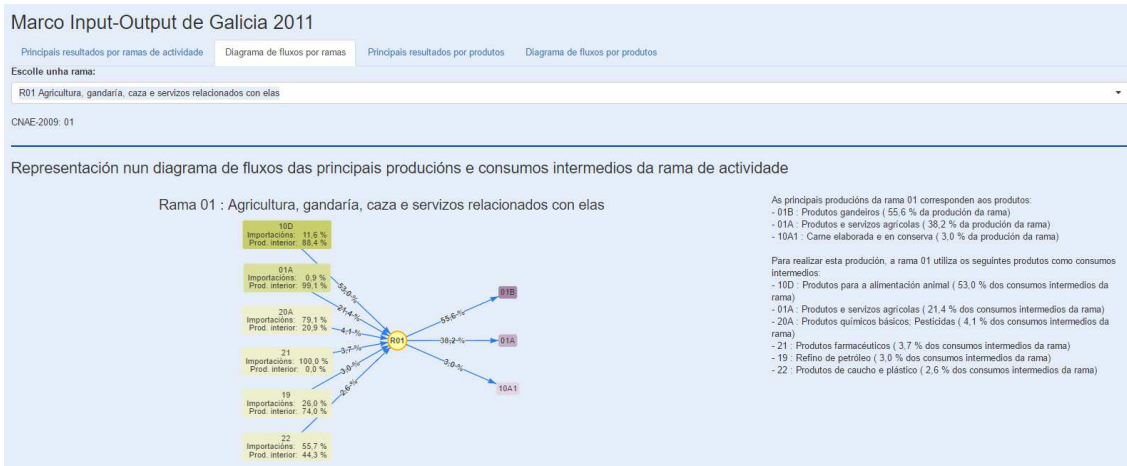 Marco Input-Output de Galicia 2011
Principais resultados por ramas de actividade
Diagrama de fluxos por ramas
Principais resultados por produtos
Diagrama de fluxos por produtos
Escolle unha rama:
R01 Agricultura, gandaría, caza e servizos relacionados con elas
CNAE-2009: 01
Representación nun diagrama de fluxos das principais producións e consumos intermedios da rama de actividade
Rama 01 : Agricultura, gandaría, caza e servizos relacionados con elas
10D
Importacións: 11,6 %
Prod. interior: 88,4 %
01A
Importacións: 0,9 %
Prod. interior: 99,1 %
20A
Importacións: 79,1 %
Prod. interior: 20,9 %
21
Importacións: 100,0 %
Prod. interior: 0,0 %
19
Importacións: 26,0 %
Prod. interior: 74,0 %
22
Importacións: 55,7 %
Prod. interior: 44,3 %
53,0 %
21,4 %
4,1 %
3,7 %
3,0 %
2,6 %
R01
55,6 %
38,2 %
3,0 %
01B
01A
10A1
As principais producións da rama 01 corresponden aos produtos:
- 01B : Produtos gandeiros ( 55,6 % da produción da rama)
- 01A : Produtos e servizos agrícolas ( 38,2 % da produción da rama)
- 10A1 : Carne elaborada e en conserva ( 3,0 % da produción da rama)
Para realizar esta produción, a rama 01 utiliza os seguintes produtos como consumos
intermedios:
- 10D : Produtos para a alimentación animal ( 53,0 % dos consumos intermedios da
rama)
- 01A : Produtos e servizos agrícolas ( 21,4 % dos consumos intermedios da rama)
- 20A : Produtos químicos básicos; Pesticidas ( 4,1 % dos consumos intermedios da
rama)
- 21 : Produtos farmacéuticos ( 3,7 % dos consumos intermedios da rama)
- 19 : Refino de petróleo ( 3,0 % dos consumos intermedios da rama)
- 22 : Produtos de caucho e plástico ( 2,6 % dos consumos intermedios da rama)